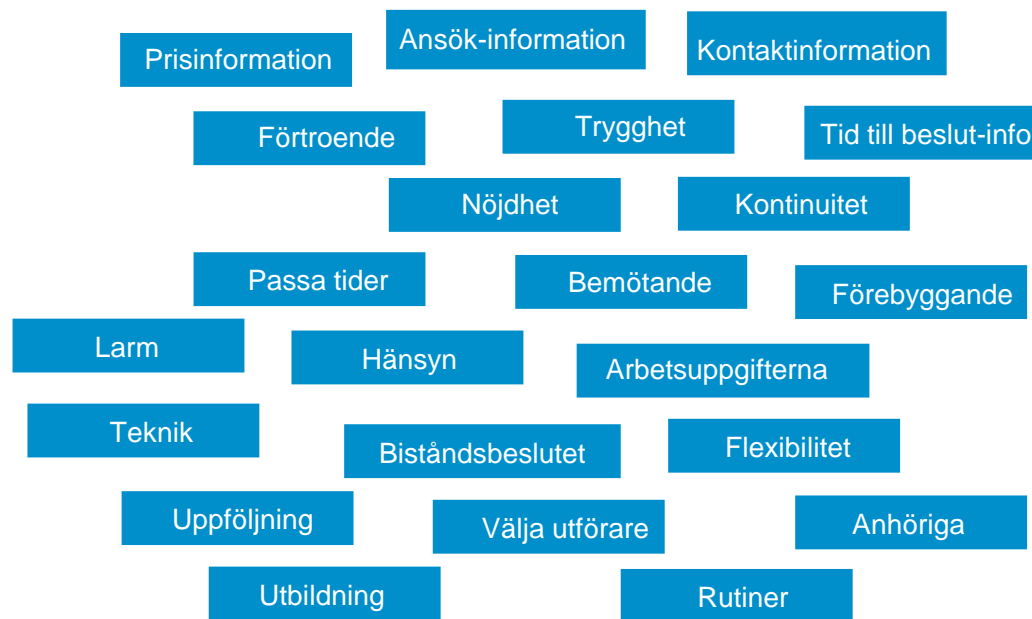 Prisinformation
Ansök-information
Kontaktinformation
Förtroende
Trygghet
Tid till beslut-info
Nöjdhet
Kontinuitet
Passa tider
Bemötande
Förebyggande
Larm
Hänsyn
Arbetsuppgifterna
Teknik
Biståndsbeslutet
Flexibilitet
Uppföljning
Välja utförare
Anhöriga
Utbildning
Rutiner